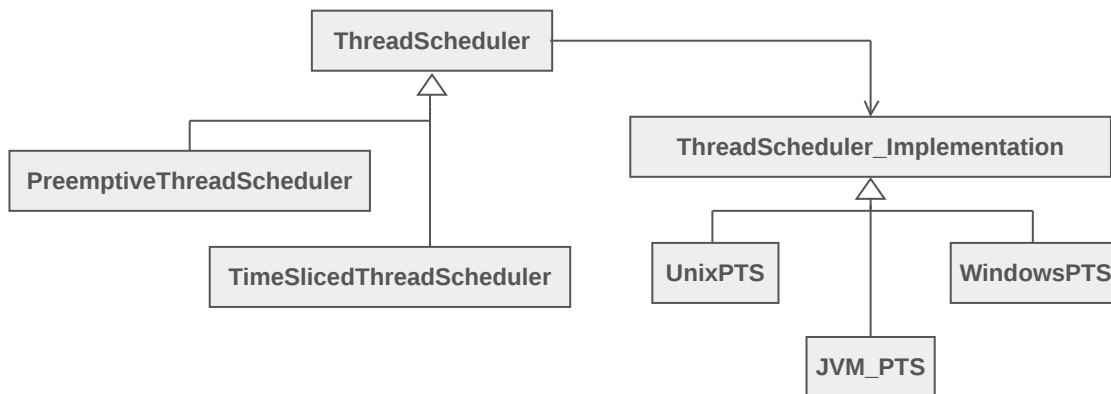 ThreadScheduler
ThreadScheduler_Implementation
PreemptiveThreadScheduler
TimeSlicedThreadScheduler
UnixPTS
WindowsPTS
JVM_PTS